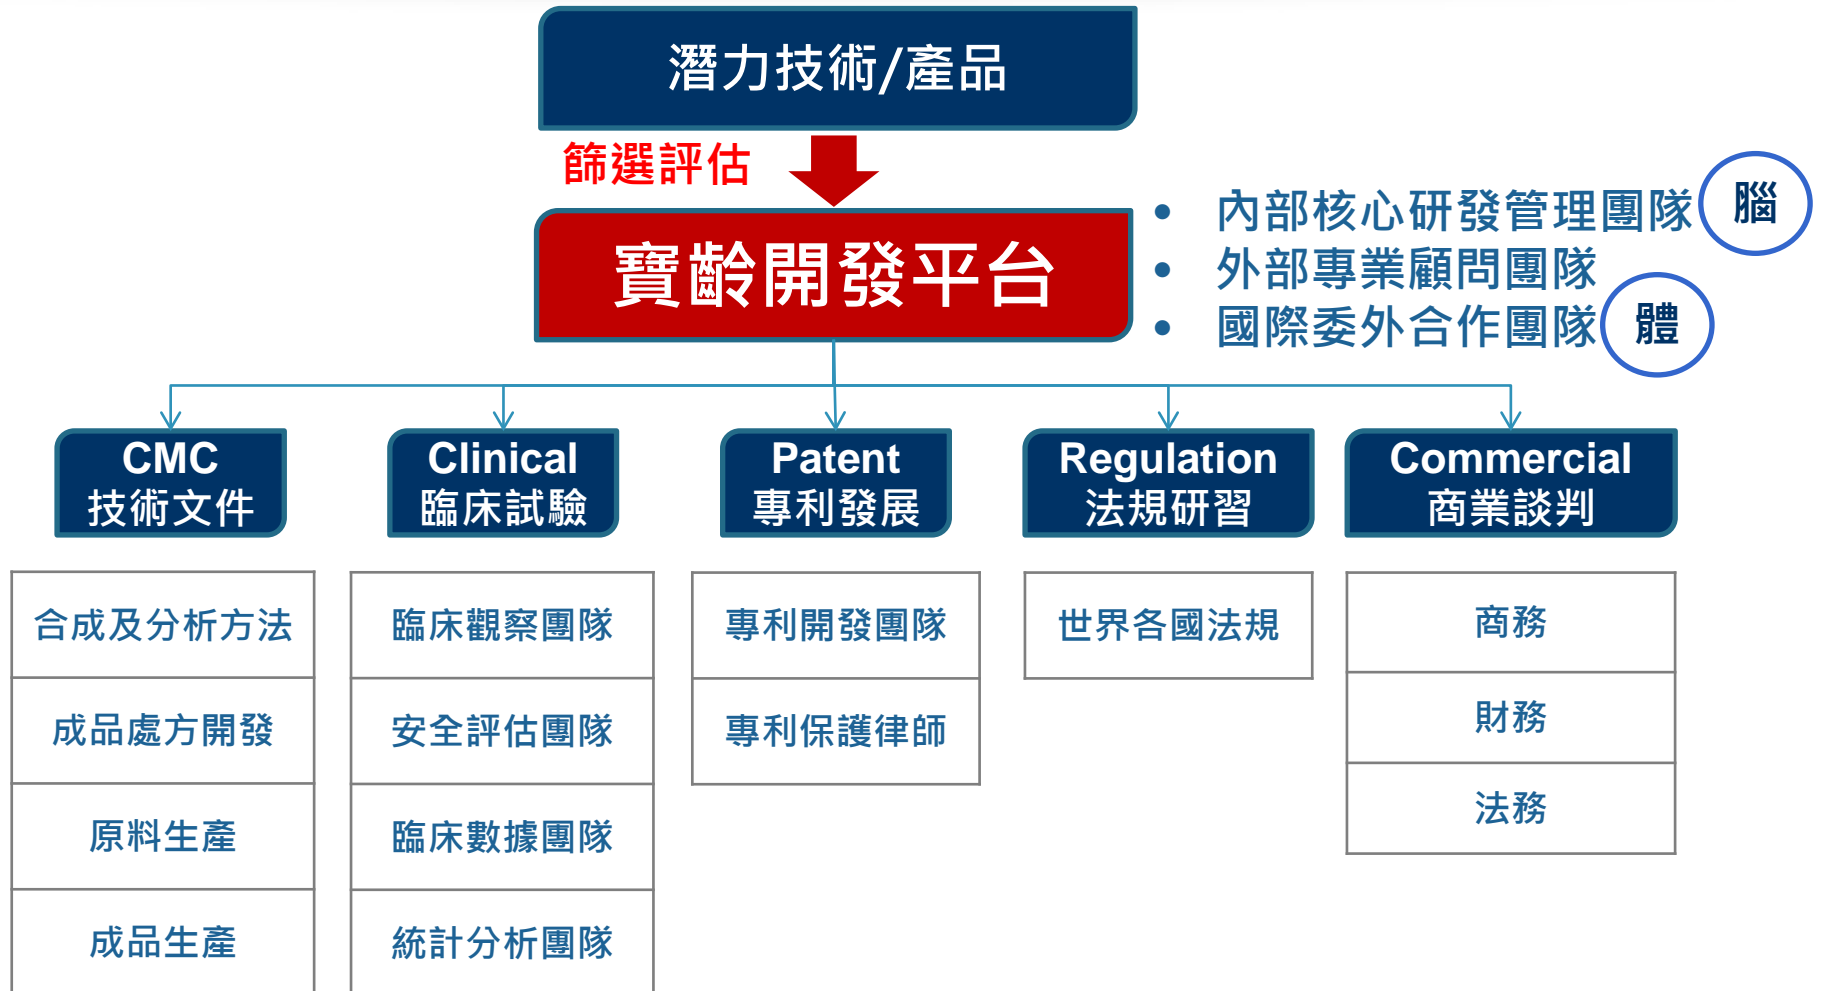 潛力技術/產品
篩選評估
寶齡開發平台
• 內部核心研發管理團隊 腦
• 外部專業顧問團隊
• 國際委外合作團隊 體
CMC
技術文件
合成及分析方法
成品處方開發
原料生產
成品生產
Clinical
臨床試驗
臨床觀察團隊
安全評估團隊
臨床數據團隊
統計分析團隊
Patent
專利發展
專利開發團隊
專利保護律師
Regulation
法規研習
世界各國法規
Commercial
商業談判
商務
財務
法務